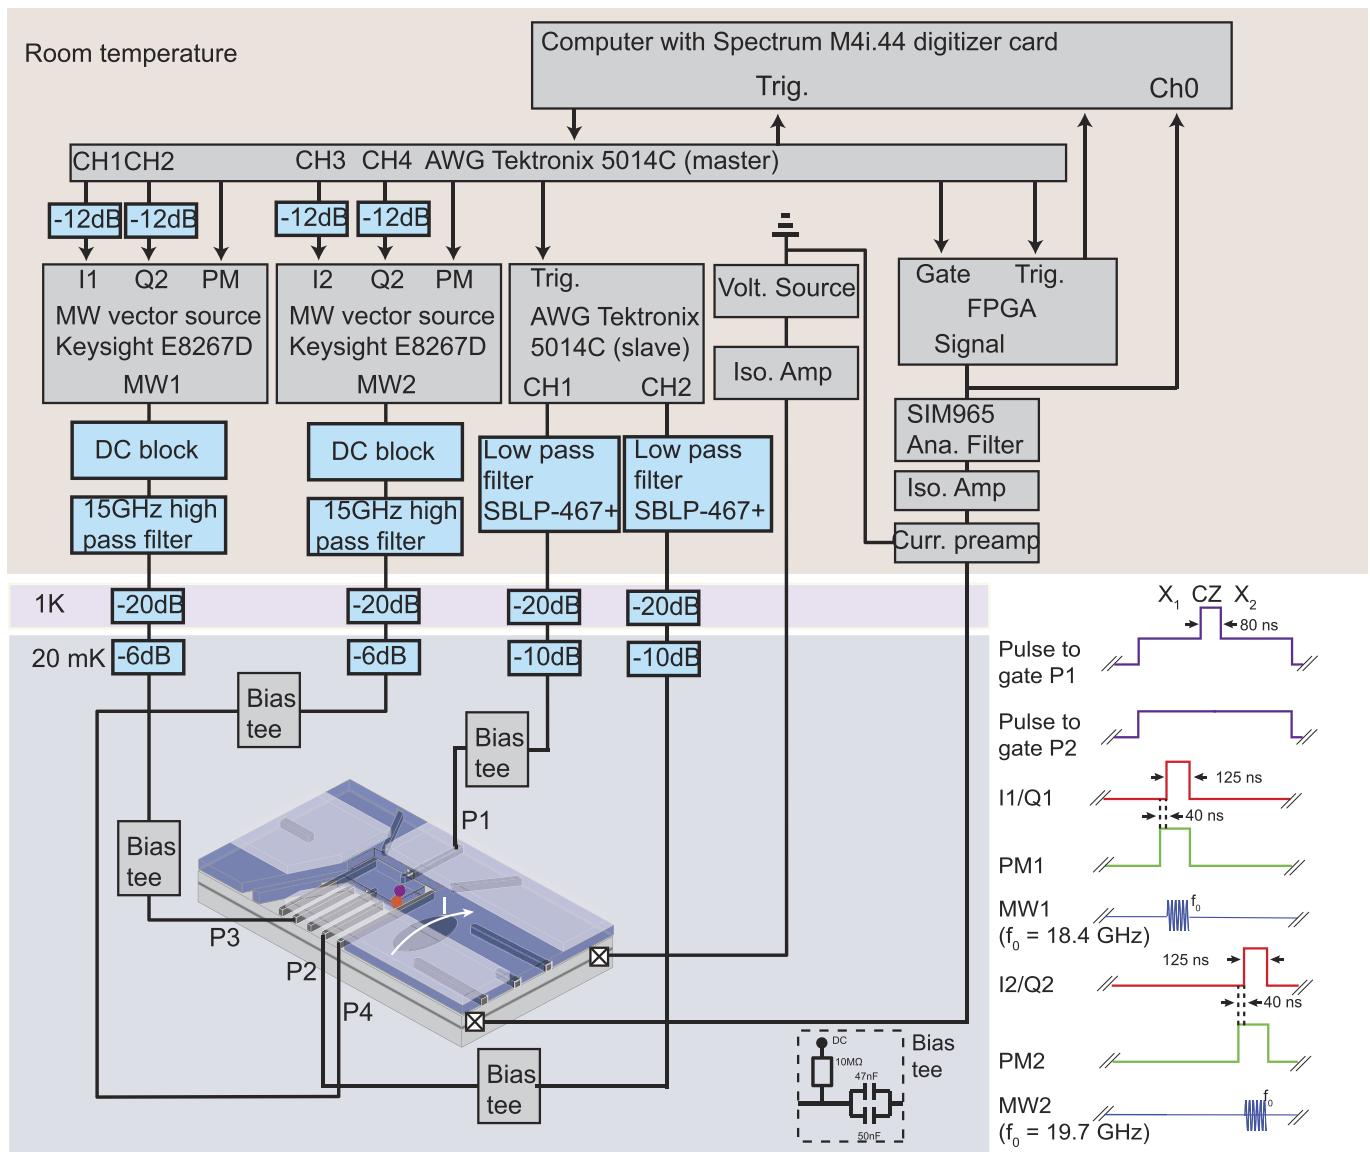 Room temperature
Computer with Spectrum M4i.44 digitizer card
Trig.
Ch0
CH1CH2 CH3 CH4 AWG Tektronix 5014C (master)
-12dB -12dB -12dB -12dB
I1 Q2 PM
MW vector source
Keysight E8267D
MW1
I2 Q2 PM
MW vector source
Keysight E8267D
MW2
Trig.
AWG Tektronix
5014C (slave)
CH1 CH2
Volt. Source
Iso. Amp
Gate Trig.
FPGA
Signal
SIM965
Ana. Filter
Iso. Amp
Curr. preamp
DC block
DC block
15GHz high
pass filter
15GHz high
pass filter
Low pass
filter
SBLP-467+
Low pass
filter
SBLP-467+
1K
-20dB -20dB -20dB -20dB
20 mK
-6dB -6dB -10dB -10dB
Bias
tee
Bias
tee
Bias
tee
Bias
tee
P1
I
P3
P2
P4
DC
10MΩ
47nF
50nF
Bias
tee
X1 CZ X2
80 ns
Pulse to
gate P1
Pulse to
gate P2
125 ns
I1/Q1
40 ns
PM1
f0
MW1
(f0 = 18.4 GHz)
125 ns
I2/Q2
40 ns
PM2
f0
MW2
(f0 = 19.7 GHz)